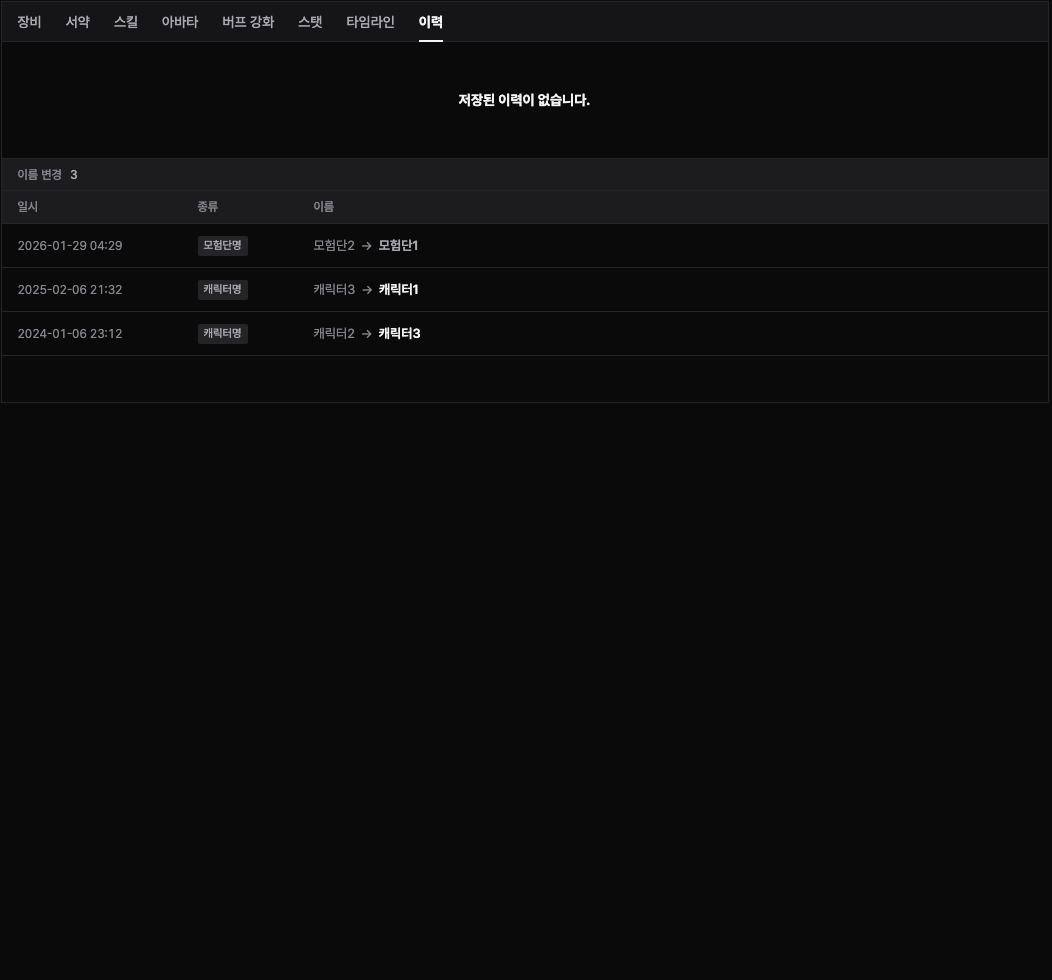 장비 서약 스킬 아바타 버프 강화 스탯 타임라인 이력
저장된 이력이 없습니다.
이름 변경 3
일시 종류 이름
2026-01-29 04:29 모험단명 모험단2 → 모험단1
2025-02-06 21:32 캐릭터명 캐릭터3 → 캐릭터1
2024-01-06 23:12 캐릭터명 캐릭터2 → 캐릭터3